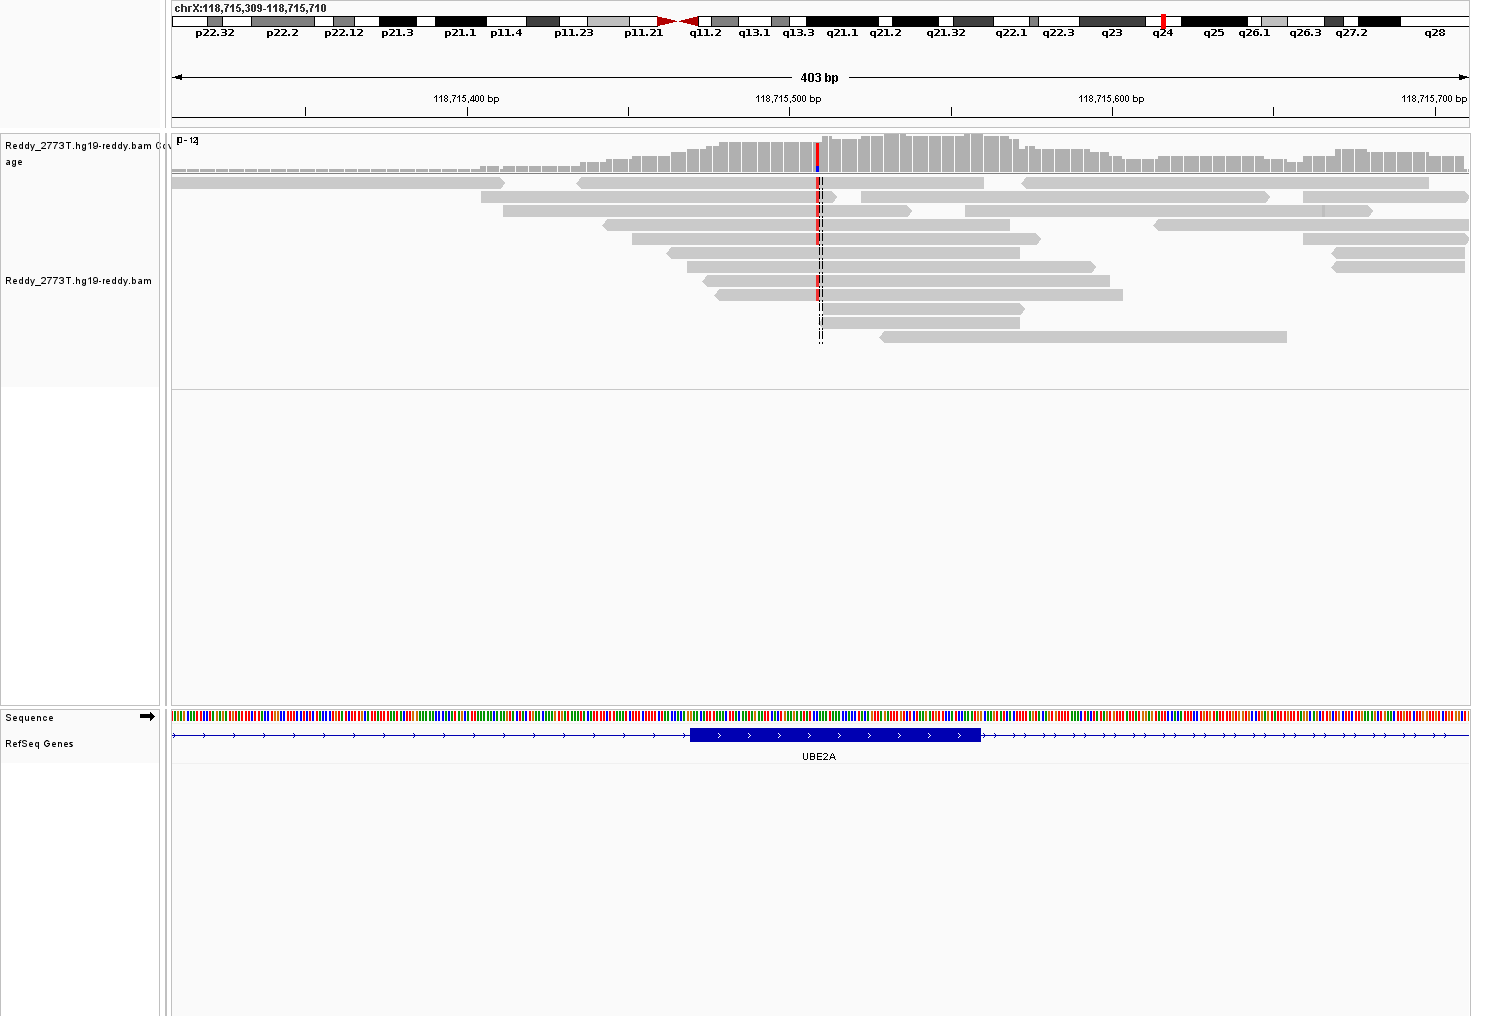 chrX:118,715,309-118,715,710
p22.32 p22.2 p22.12 p21.3 p21.1 p11.4 p11.23 p11.21 q11.2 q13.1 q13.3 q21.1 q21.2 q21.32 q22.1 q22.3 q23 q24 q25 q26.1 q26.3 q27.2 q28
403 bp
118,715,400 bp 118,715,500 bp 118,715,600 bp 118,715,700 bp
[0 - 12]
Reddy_2773T.hg19-reddy.bam Cov
age
Reddy_2773T.hg19-reddy.bam
Sequence
RefSeq Genes
UBE2A